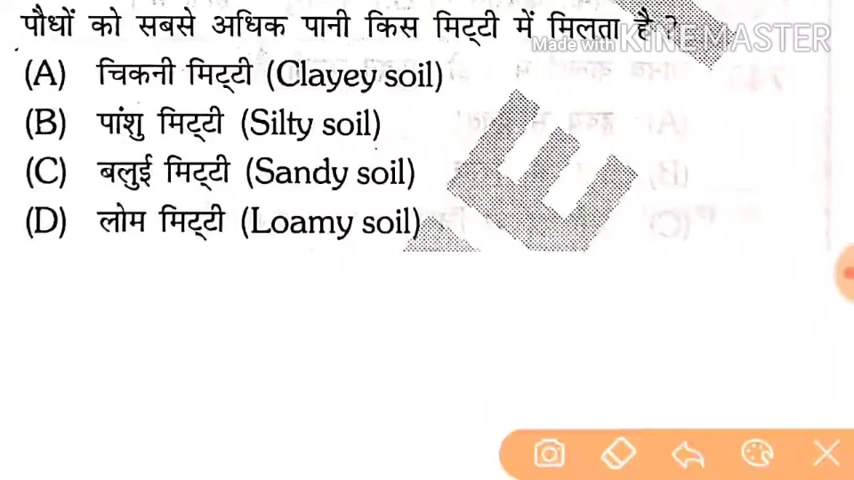 पौधों को सबसे अधिक पानी किस मिट्टी में मिलता है ?
Made with KINEMASTER
(A) चिकनी मिट्टी (Clayey soil)
(B) पांशु मिट्टी (Silty soil)
(C) बलुई मिट्टी (Sandy soil)
(D) लोम मिट्टी (Loamy soil)